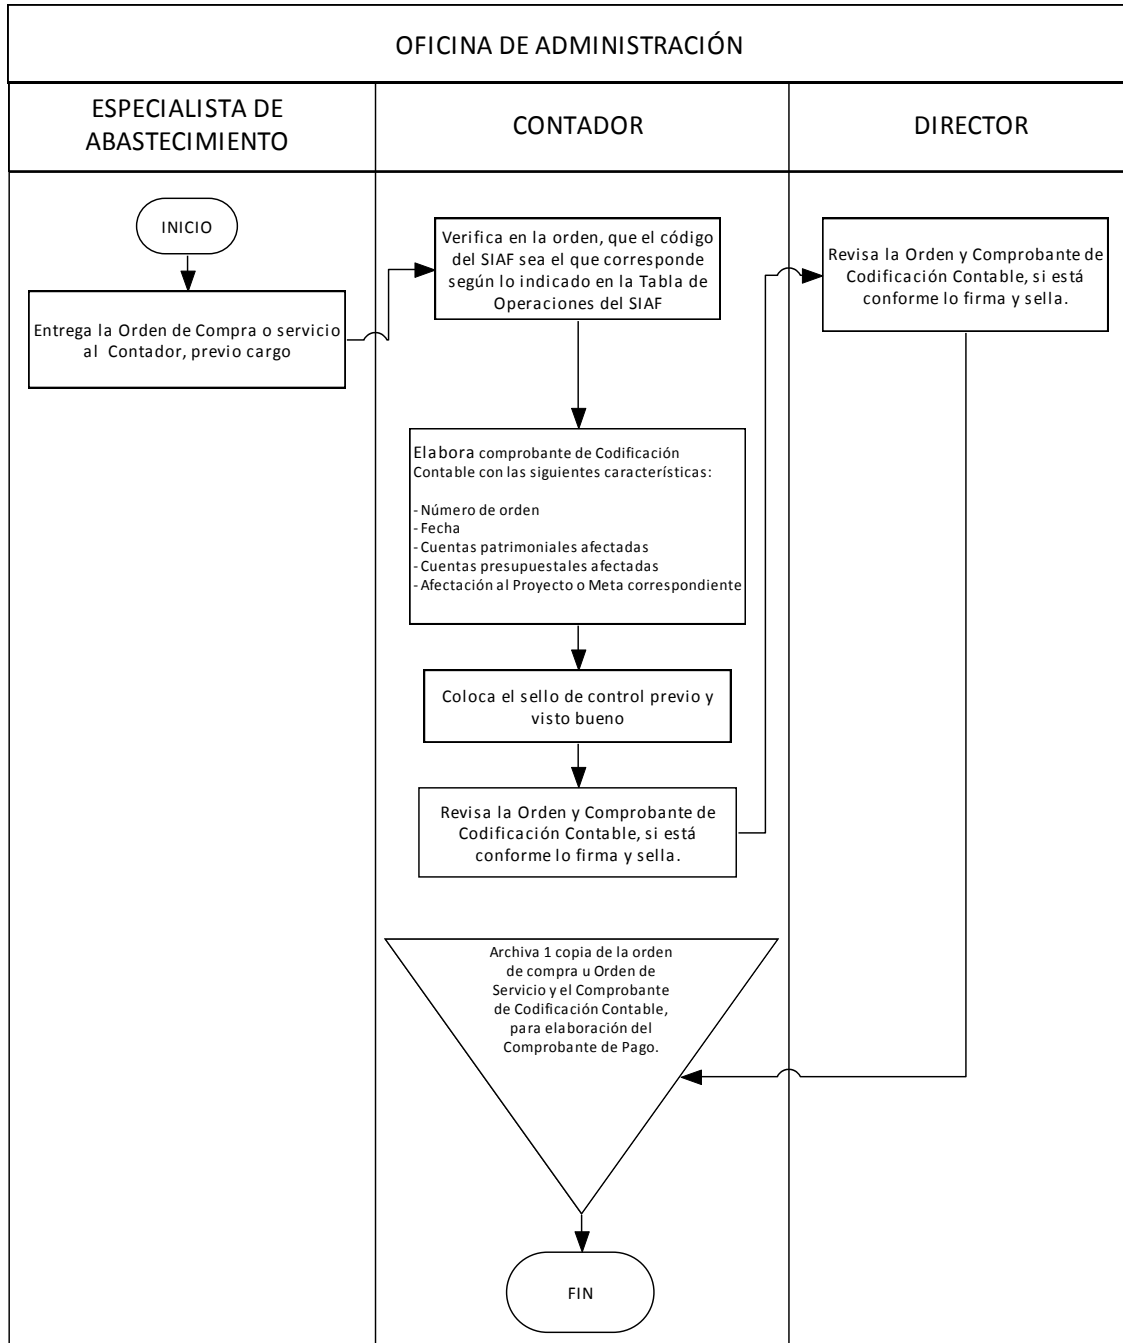 OFICINA DE ADMINISTRACIÓN
ESPECIALISTA DE
ABASTECIMIENTO
CONTADOR
DIRECTOR
INICIO
Entrega la Orden de Compra o servicio
al Contador, previo cargo
Verifica en la orden, que el código
del SIAF sea el que corresponde
según lo indicado en la Tabla de
Operaciones del SIAF
Elabora comprobante de Codificación
Contable con las siguientes características:
- Número de orden
- Fecha
- Cuentas patrimoniales afectadas
- Cuentas presupuestales afectadas
- Afectación al Proyecto o Meta correspondiente
Coloca el sello de control previo y
visto bueno
Revisa la Orden y Comprobante de
Codificación Contable, si está
conforme lo firma y sella.
Revisa la Orden y Comprobante de
Codificación Contable, si está
conforme lo firma y sella.
Archiva 1 copia de la orden
de compra u Orden de
Servicio y el Comprobante
de Codificación Contable,
para elaboración del
Comprobante de Pago.
FIN